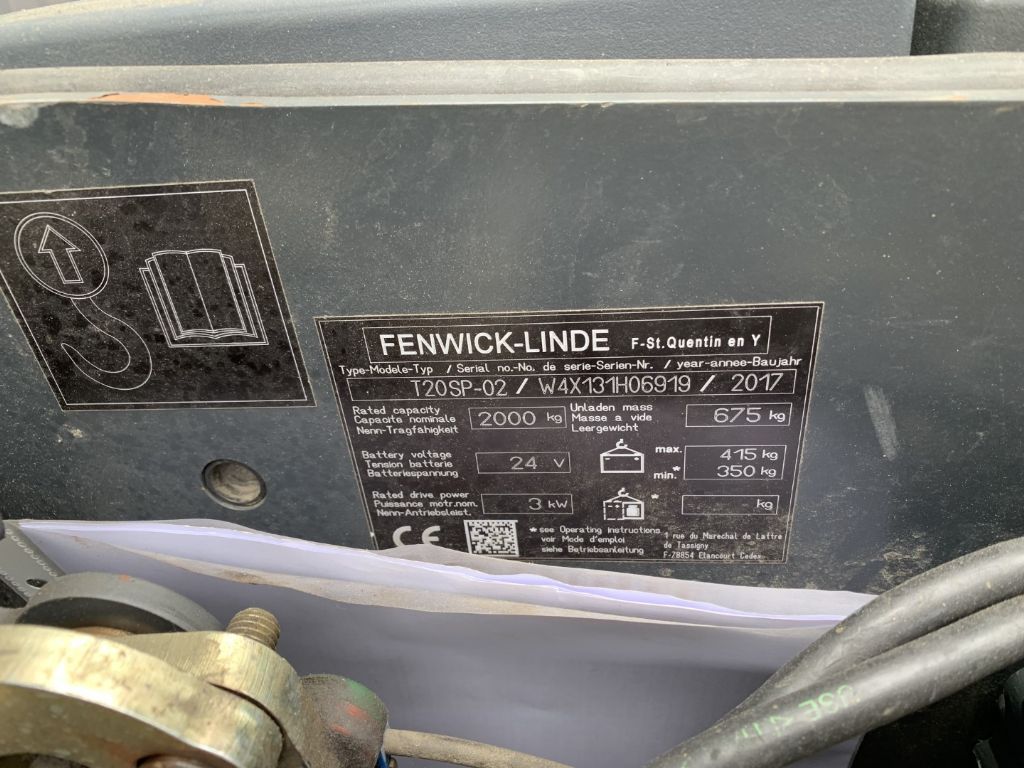 FENWICK-LINDE F-St.Quentin en Y
Type-Modele-Typ / Serial no.-No. de serie-Serien-Nr. / year-annee-Baujahr
T20SP-02 / W4X131H06919 / 2017
Rated capacity
Capacite nominale
Nenn-Tragfähigkeit
2000 kg
Unladen mass
Masse a vide
Leergewicht
675 kg
Battery voltage
Tension batterie
Batteriespannung
24 V
max. 415 kg
min.* 350 kg
Rated drive power
Puissance motr.nom.
Nenn-Antriebsleist.
3 kW
* kg
CE
* see Operating Instructions
voir Mode d'emploi
siehe Betriebsanleitung
1 rue du Marechal de Lattre
de Tassigny
F-78854 Elancourt Cedex